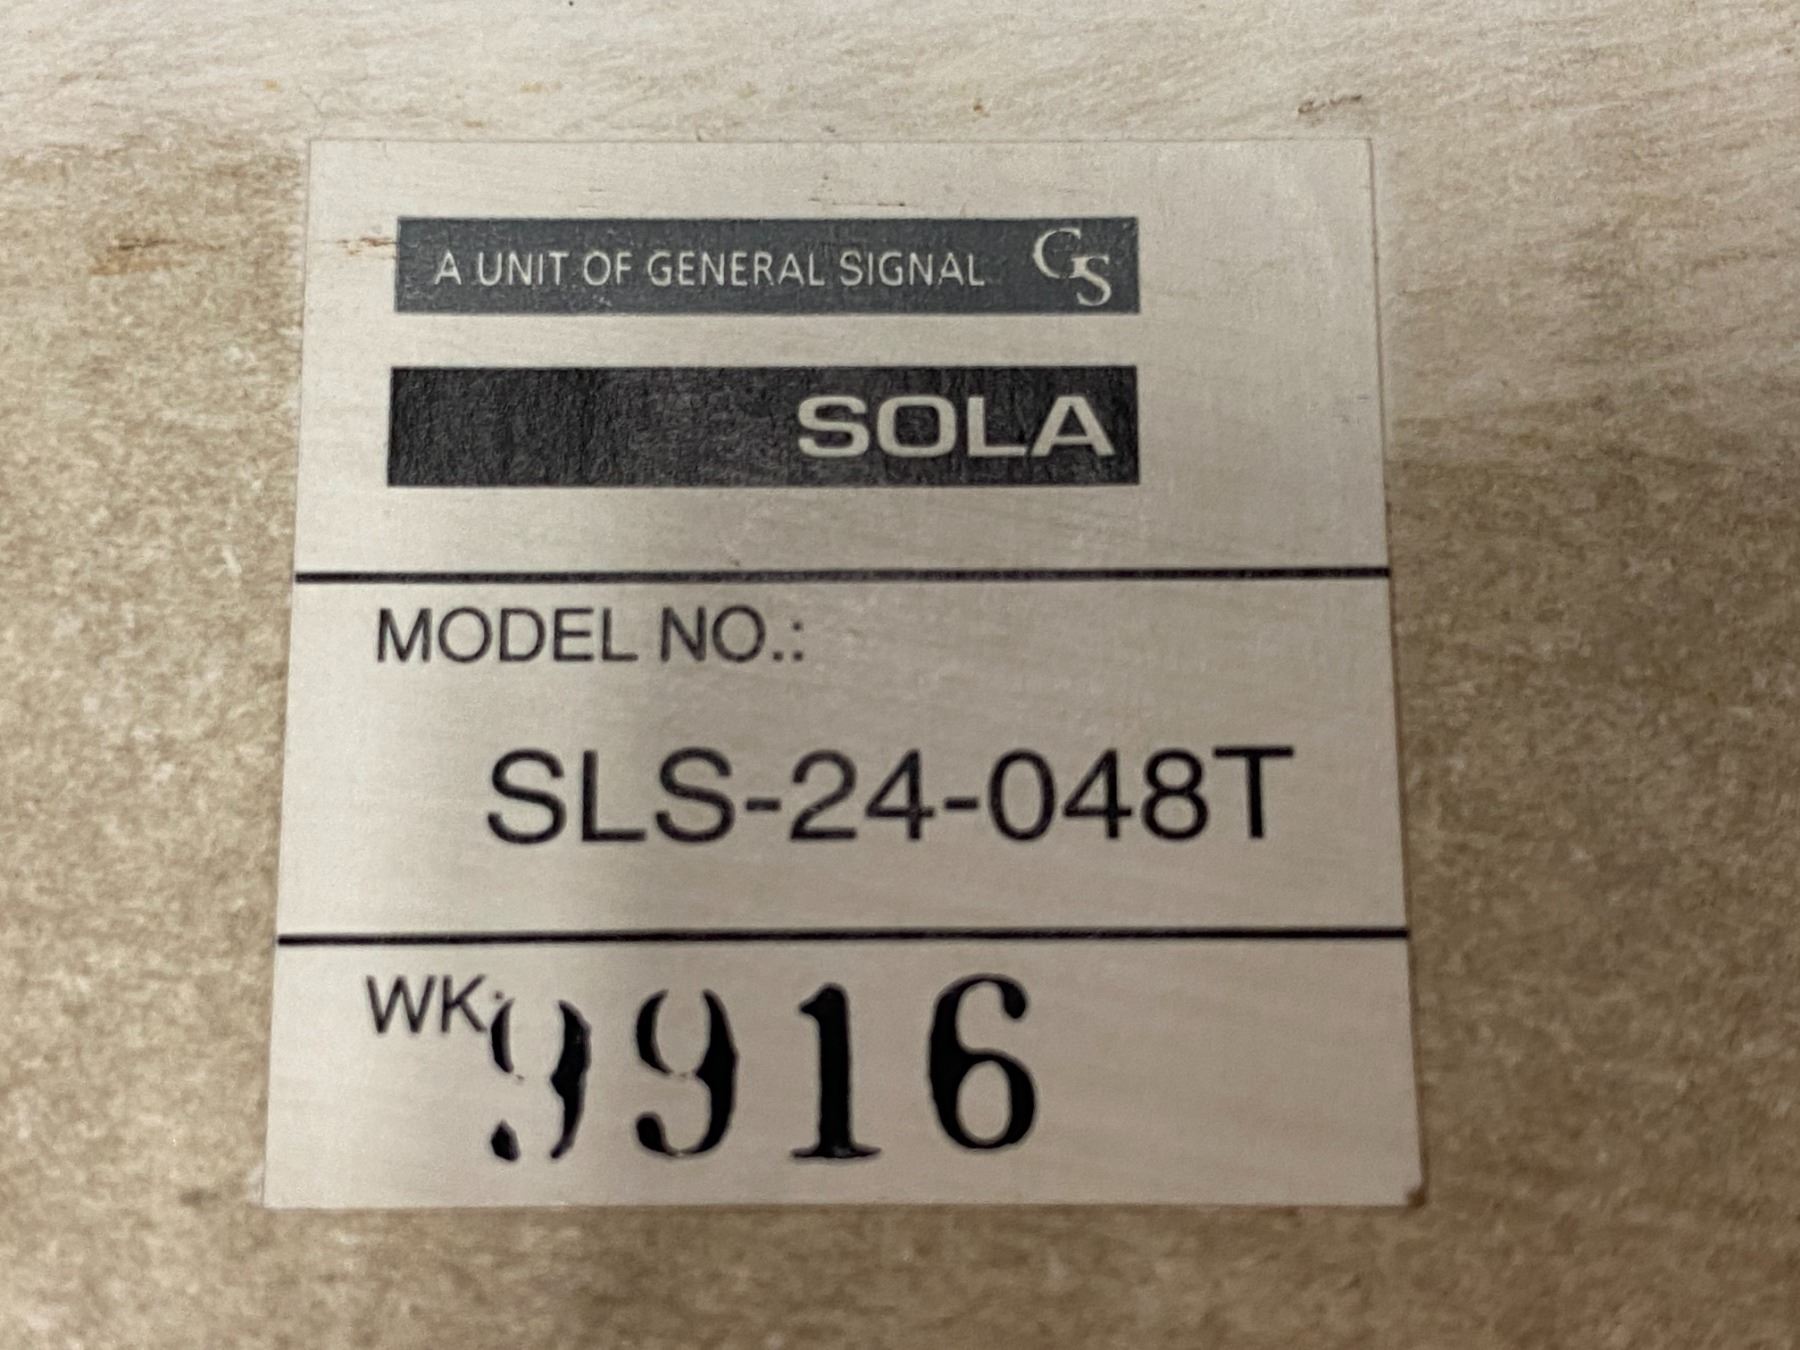 A UNIT OF GENERAL SIGNAL GS
SOLA
MODEL NO.:
SLS-24-048T
WK: 9916